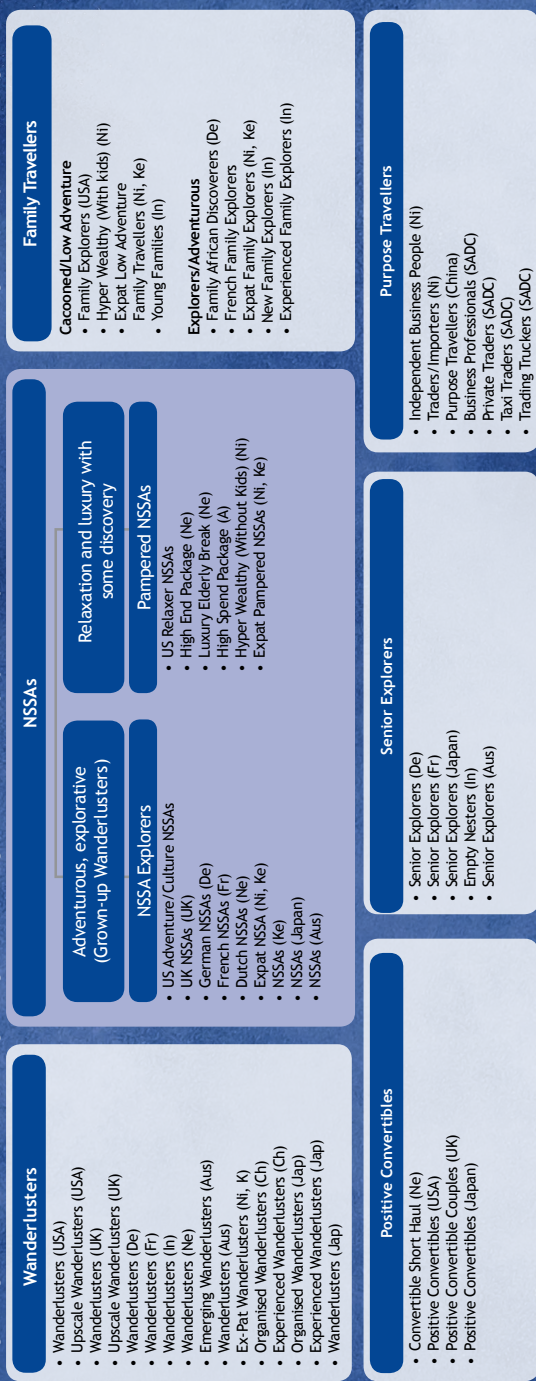 Wanderlusters
• Wanderlusters (USA)
• Upscale Wanderlusters (USA)
• Wanderlusters (UK)
• Upscale Wanderlusters (UK)
• Wanderlusters (De)
• Wanderlusters (Fr)
• Wanderlusters (In)
• Wanderlusters (Ne)
• Emerging Wanderlusters (Aus)
• Wanderlusters (Aus)
• Ex-Pat Wanderlusters (Ni, K)
• Organised Wanderlusters (Ch)
• Experienced Wanderlusters (Ch)
• Organised Wanderlusters (Jap)
• Experienced Wanderlusters (Jap)
• Wanderlusters (Jap)
NSSAs
Adventurous, explorative
(Grown-up Wanderlusters)
NSSA Explorers
• US Adventure/Culture NSSAs
• UK NSSAs (UK)
• German NSSAs (De)
• French NSSAs (Fr)
• Dutch NSSAs (Ne)
• Expat NSSA (Ni, Ke)
• NSSAs (Ke)
• NSSAs (Japan)
• NSSAs (Aus)
Relaxation and luxury with
some discovery
Pampered NSSAs
• US Relaxer NSSAs
• High End Package (Ne)
• Luxury Elderly Break (Ne)
• High Spend Package (A)
• Hyper Wealthy (Without Kids) (Ni)
• Expat Pampered NSSAs (Ni, Ke)
Family Travellers
Cacooned/Low Adventure
• Family Explorers (USA)
• Hyper Wealthy (With kids) (Ni)
• Expat Low Adventure
Family Travellers (Ni, Ke)
• Young Families (In)
Explorers/Adventurous
• Family African Discoverers (De)
• French Family Explorers
• Expat Family Explorers (Ni, Ke)
• New Family Explorers (In)
• Experienced Family Explorers (In)
Positive Convertibles
• Convertible Short Haul (Ne)
• Positive Convertibles (USA)
• Positive Convertible Couples (UK)
• Positive Convertibles (Japan)
Senior Explorers
• Senior Explorers (De)
• Senior Explorers (Fr)
• Senior Explorers (Japan)
• Empty Nesters (In)
• Senior Explorers (Aus)
Purpose Travellers
• Independent Business People (Ni)
• Traders/Importers (Ni)
• Purpose Travellers (China)
• Business Professionals (SADC)
• Private Traders (SADC)
• Taxi Traders (SADC)
• Trading Truckers (SADC)